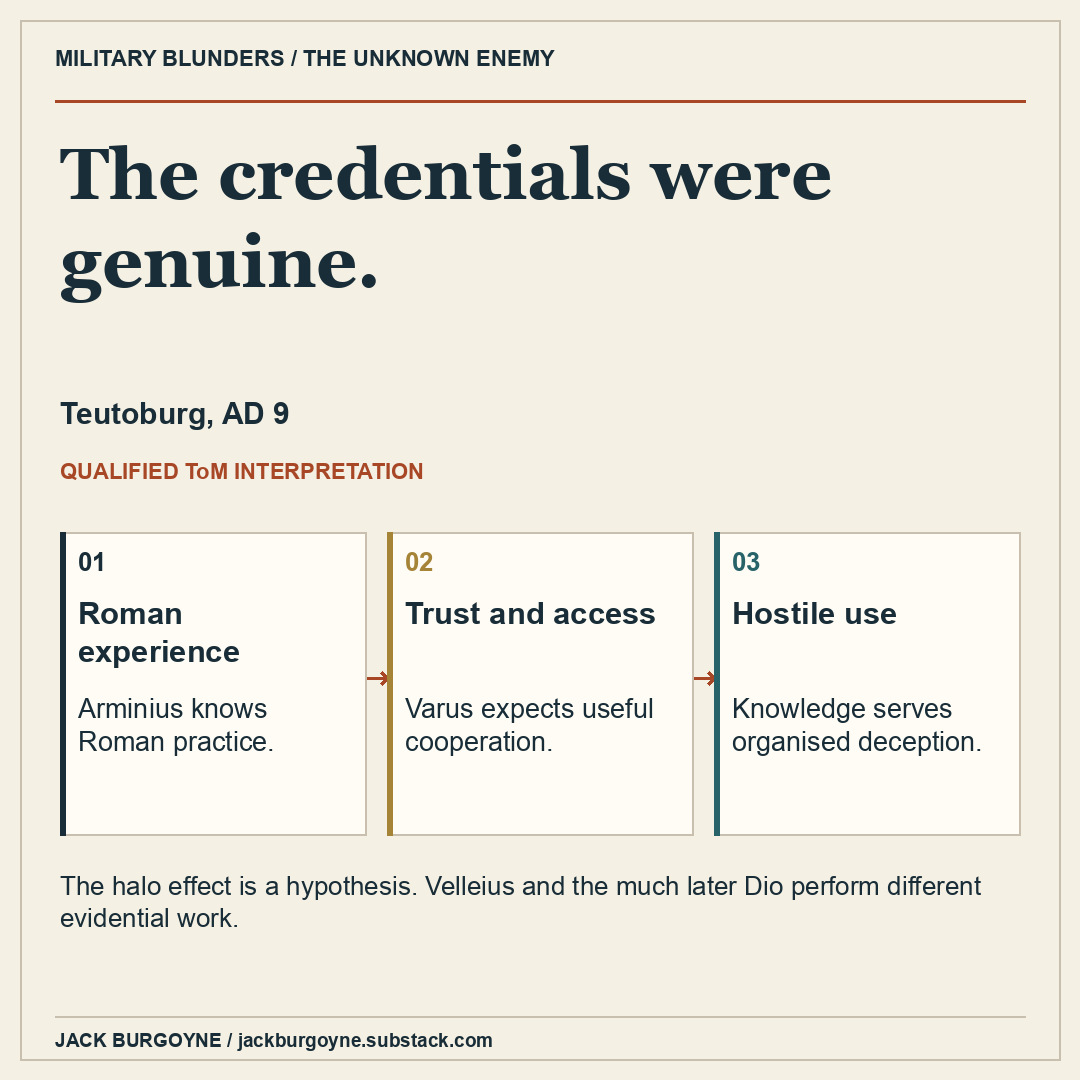 MILITARY BLUNDERS / THE UNKNOWN ENEMY
The credentials were
genuine.
Teutoburg, AD 9
QUALIFIED ToM INTERPRETATION
01
Roman
experience
Arminius knows
Roman practice.
02
Trust and access
Varus expects useful
cooperation.
03
Hostile use
Knowledge serves
organised deception.
The halo effect is a hypothesis. Velleius and the much later Dio perform different
evidential work.
JACK BURGOYNE / jackburgoyne.substack.com